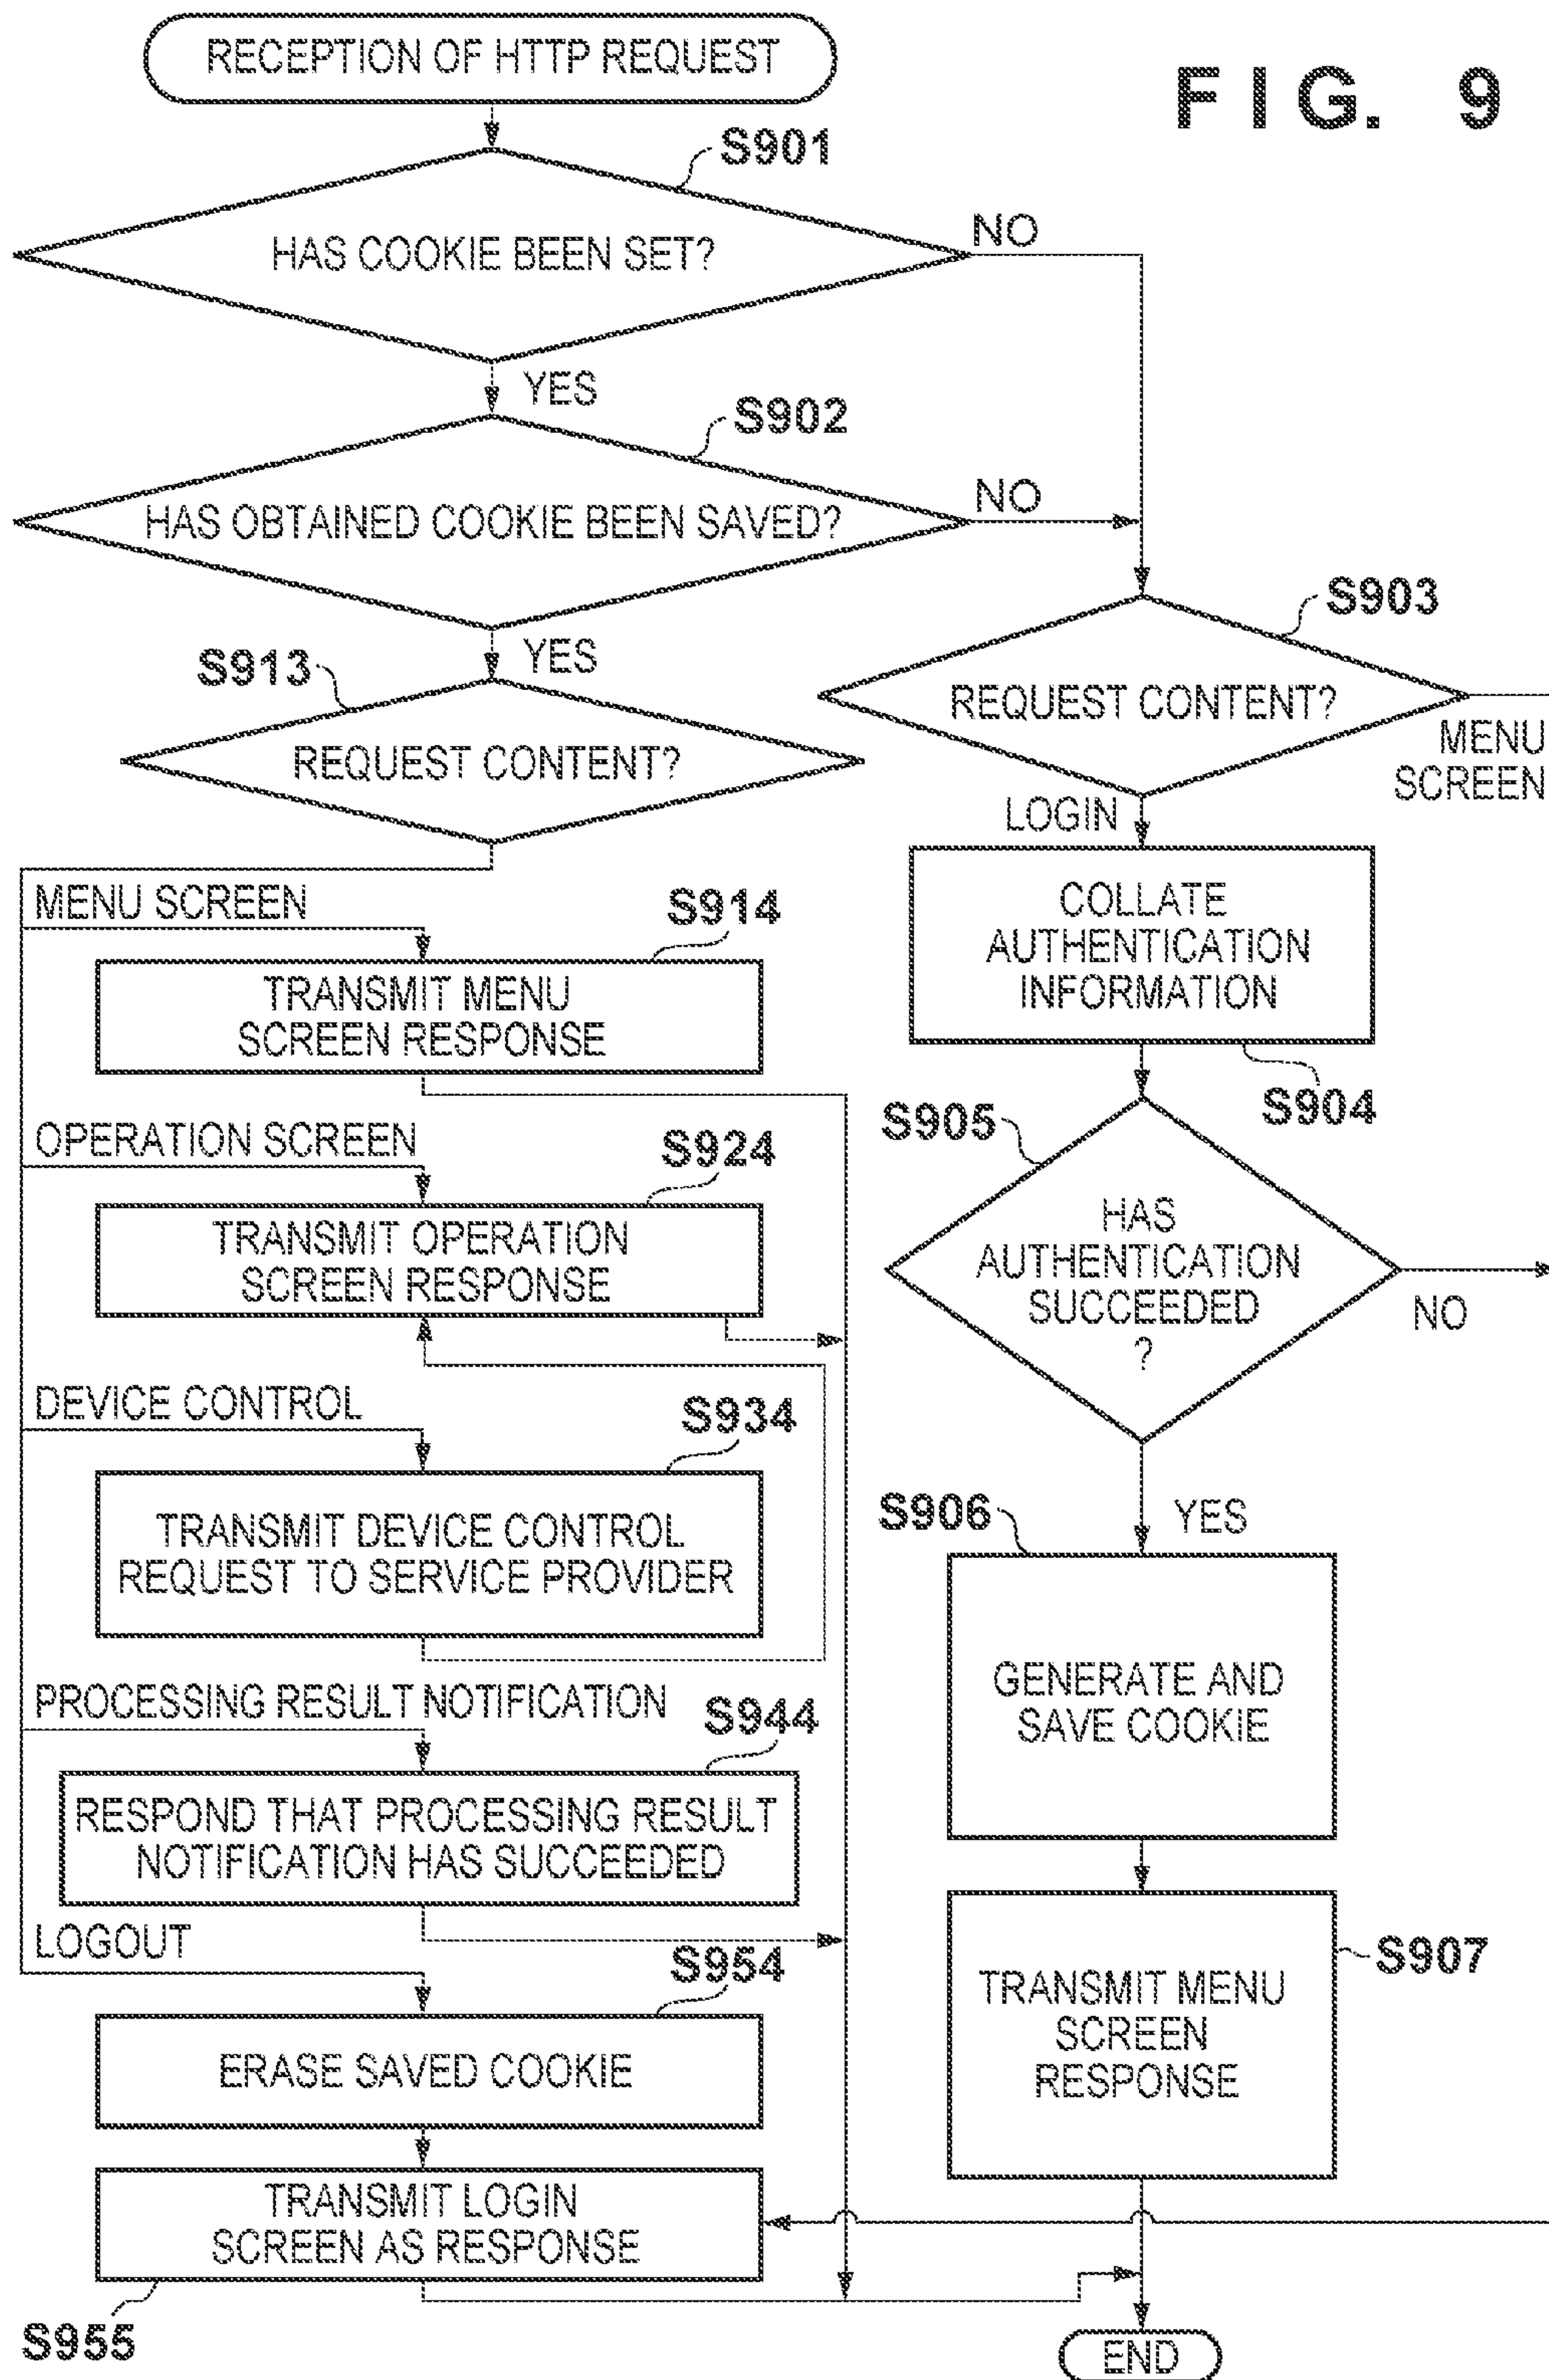 RECEPTION OF HTTP REQUEST
FIG. 9
S901
HAS COOKIE BEEN SET?
NO
YES
S902
HAS OBTAINED COOKIE BEEN SAVED?
NO
YES
S903
REQUEST CONTENT?
MENU
SCREEN
LOGIN
S913
REQUEST CONTENT?
MENU SCREEN
S914
TRANSMIT MENU
SCREEN RESPONSE
OPERATION SCREEN
S924
TRANSMIT OPERATION
SCREEN RESPONSE
DEVICE CONTROL
S934
TRANSMIT DEVICE CONTROL
REQUEST TO SERVICE PROVIDER
PROCESSING RESULT NOTIFICATION
S944
RESPOND THAT PROCESSING RESULT
NOTIFICATION HAS SUCCEEDED
LOGOUT
S954
ERASE SAVED COOKIE
TRANSMIT LOGIN
SCREEN AS RESPONSE
S955
COLLATE
AUTHENTICATION
INFORMATION
S904
S905
HAS
AUTHENTICATION
SUCCEEDED
?
NO
YES
S906
GENERATE AND
SAVE COOKIE
S907
TRANSMIT MENU
SCREEN
RESPONSE
END